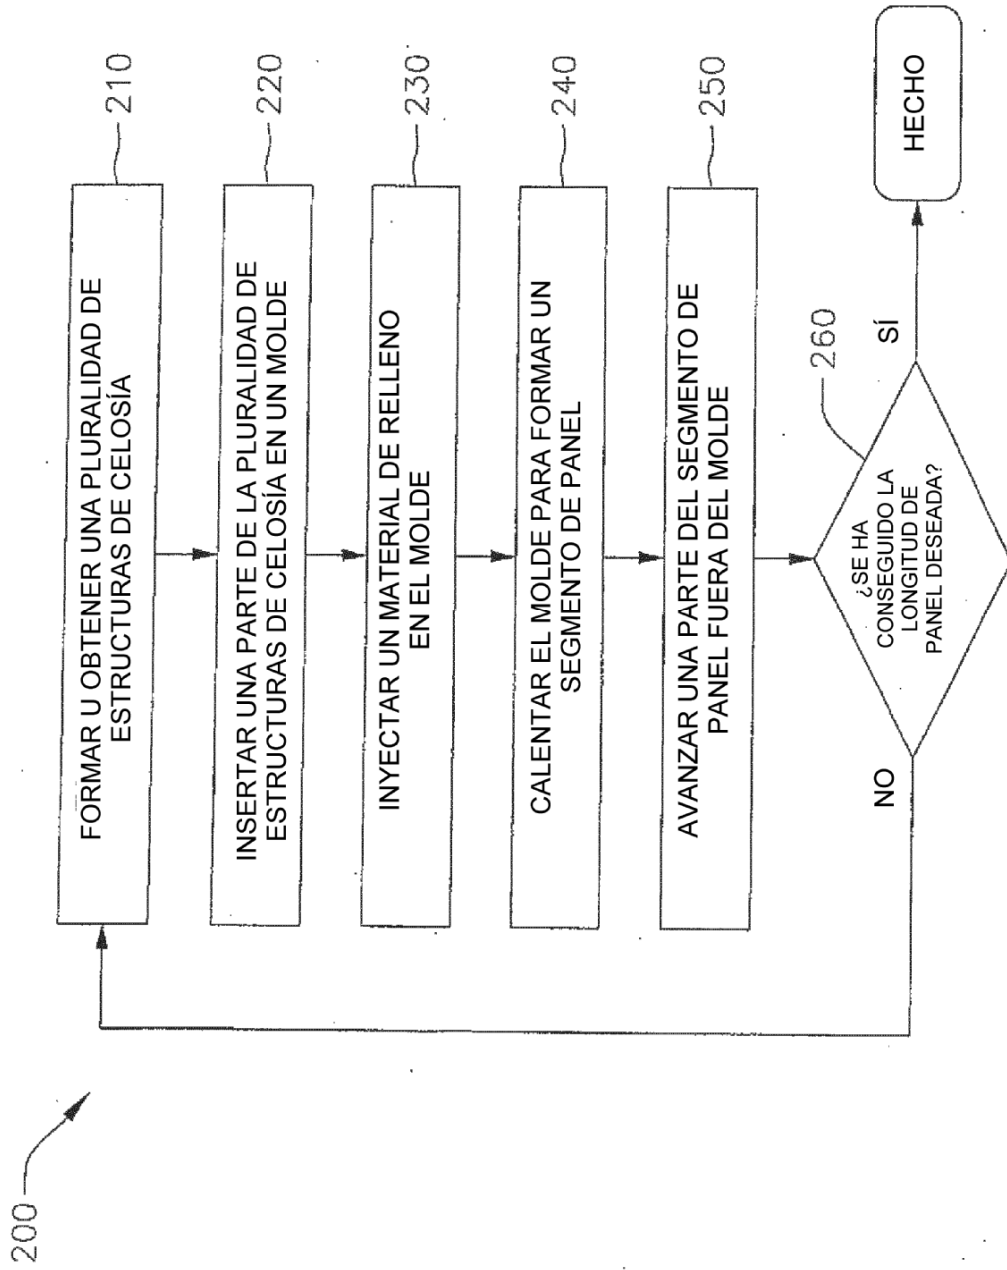 200
FORMAR U OBTENER UNA PLURALIDAD DE
ESTRUCTURAS DE CELOSÍA
210
INSERTAR UNA PARTE DE LA PLURALIDAD DE
ESTRUCTURAS DE CELOSÍA EN UN MOLDE
220
INYECTAR UN MATERIAL DE RELLENO
EN EL MOLDE
230
CALENTAR EL MOLDE PARA FORMAR UN
SEGMENTO DE PANEL
240
AVANZAR UNA PARTE DEL SEGMENTO DE
PANEL FUERA DEL MOLDE
250
¿SE HA
CONSEGUIDO LA
LONGITUD DE
PANEL DESEADA?
260
NO
SÍ
HECHO